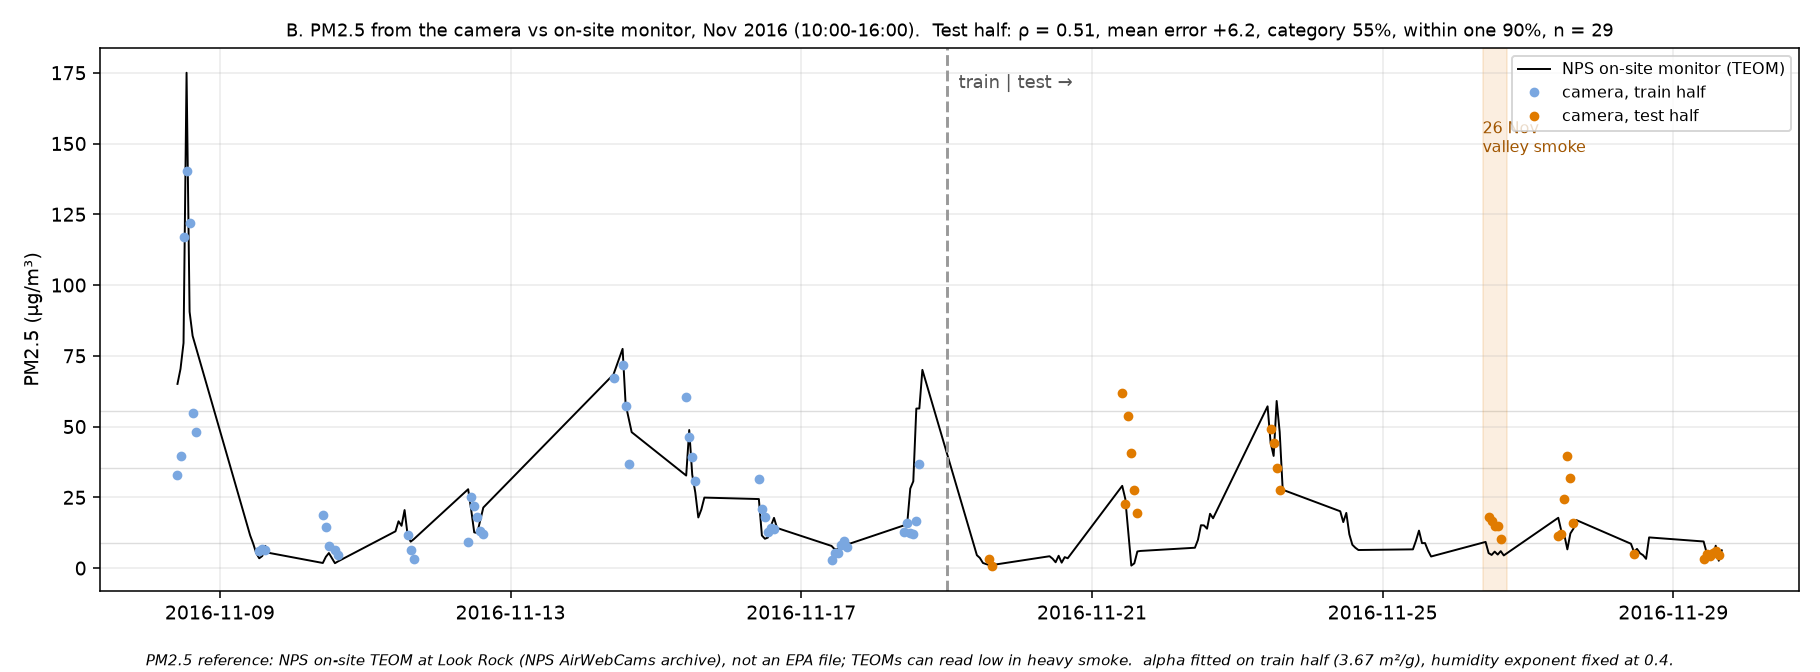 B. PM2.5 from the camera vs on-site monitor, Nov 2016 (10:00-16:00).  Test half: ρ = 0.51, mean error +6.2, category 55%, within one 90%, n = 29
175
150
125
100
75
50
25
0
PM2.5 (µg/m³)
train | test →
NPS on-site monitor (TEOM)
camera, train half
camera, test half
26 Nov
valley smoke
2016-11-09
2016-11-13
2016-11-17
2016-11-21
2016-11-25
2016-11-29
PM2.5 reference: NPS on-site TEOM at Look Rock (NPS AirWebCams archive), not an EPA file; TEOMs can read low in heavy smoke.  alpha fitted on train half (3.67 m²/g), humidity exponent fixed at 0.4.